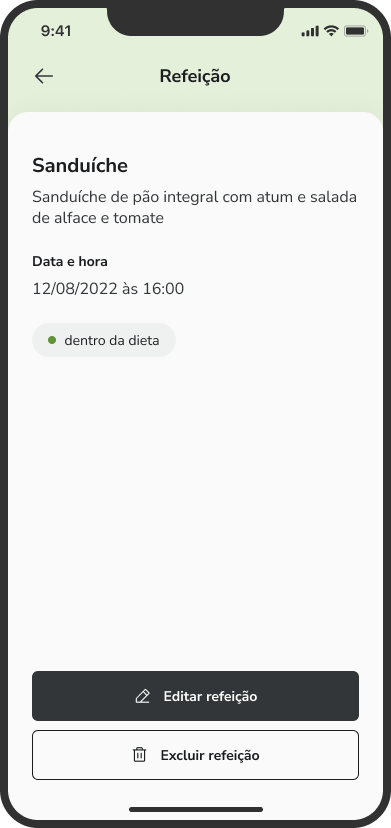 9:41
Refeição
Sanduíche
Sanduíche de pão integral com atum e salada
de alface e tomate
Data e hora
12/08/2022 às 16:00
dentro da dieta
Editar refeição
Excluir refeição